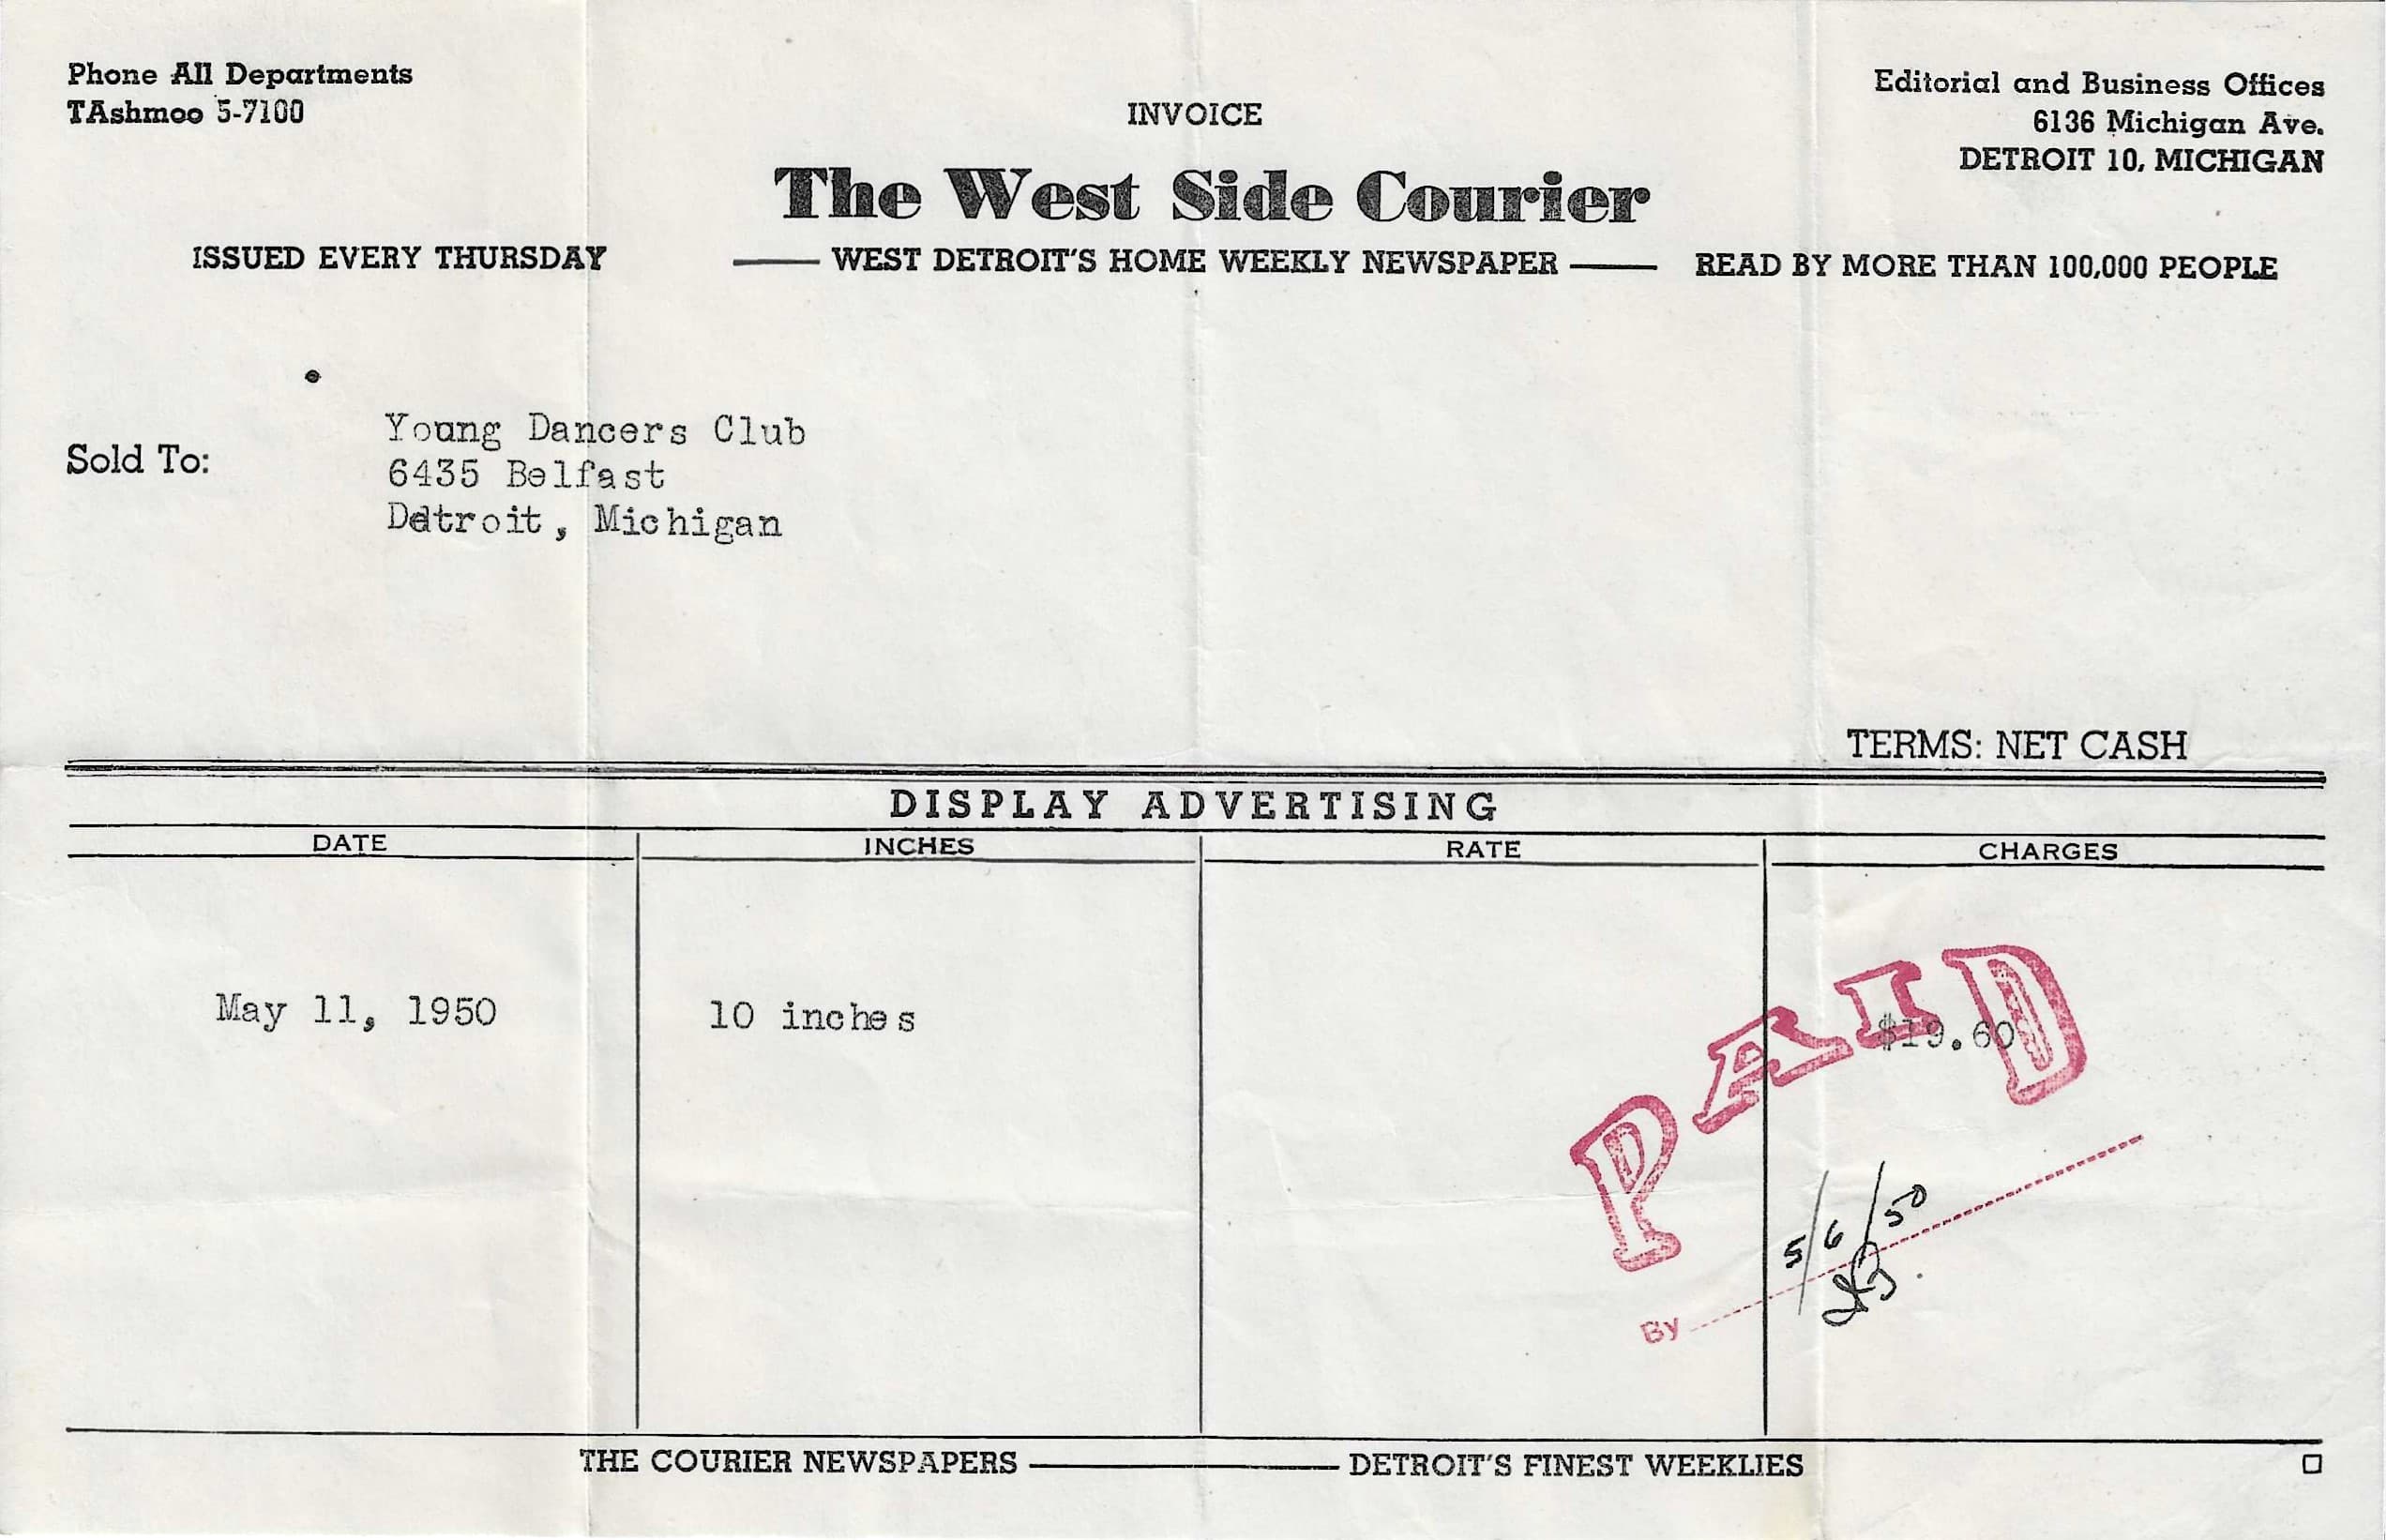 Phone All Departments
TAshmoo 5-7100
INVOICE
Editorial and Business Offices
6136 Michigan Ave.
DETROIT 10, MICHIGAN
The West Side Courier
ISSUED EVERY THURSDAY
WEST DETROIT'S HOME WEEKLY NEWSPAPER
READ BY MORE THAN 100,000 PEOPLE
Sold To:
Young Dancers Club
6435 Belfast
Detroit, Michigan
TERMS: NET CASH
DISPLAY ADVERTISING
DATE INCHES RATE CHARGES
May 11, 1950 10 inches $19.60
PAID
5/6/50
By
THE COURIER NEWSPAPERS DETROIT'S FINEST WEEKLIES